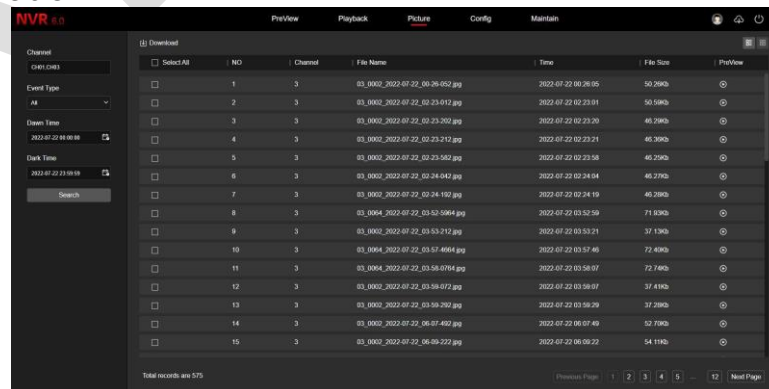 NVR 5.0 PreView Playback Picture Config Maintain
Channel
CH01,CH03
Event Type
All
Dawn Time
2022-07-22 00:00:00
Dark Time
2022-07-22 23:59:59
Search
Download
Select All NO Channel File Name Time File Size PreView
1 3 03_0002_2022-07-22_00-26-052.jpg 2022-07-22 00:26:05 50.26Kb
2 3 03_0002_2022-07-22_02-23-012.jpg 2022-07-22 02:23:01 50.59Kb
3 3 03_0002_2022-07-22_02-23-202.jpg 2022-07-22 02:23:20 46.29Kb
4 3 03_0002_2022-07-22_02-23-212.jpg 2022-07-22 02:23:21 46.36Kb
5 3 03_0002_2022-07-22_02-23-582.jpg 2022-07-22 02:23:58 46.25Kb
6 3 03_0002_2022-07-22_02-24-042.jpg 2022-07-22 02:24:04 46.27Kb
7 3 03_0002_2022-07-22_02-24-192.jpg 2022-07-22 02:24:19 46.28Kb
8 3 03_0064_2022-07-22_03-52-5964.jpg 2022-07-22 03:52:59 71.93Kb
9 3 03_0002_2022-07-22_03-53-212.jpg 2022-07-22 03:53:21 37.13Kb
10 3 03_0064_2022-07-22_03-57-4664.jpg 2022-07-22 03:57:46 72.40Kb
11 3 03_0064_2022-07-22_03-58-0764.jpg 2022-07-22 03:58:07 72.74Kb
12 3 03_0002_2022-07-22_03-59-072.jpg 2022-07-22 03:59:07 37.41Kb
13 3 03_0002_2022-07-22_03-59-292.jpg 2022-07-22 03:59:29 37.28Kb
14 3 03_0002_2022-07-22_06-07-492.jpg 2022-07-22 06:07:49 52.70Kb
15 3 03_0002_2022-07-22_06-09-222.jpg 2022-07-22 06:09:22 54.11Kb
Total records are 575 Previous Page 1 2 3 4 5 ... 12 Next Page